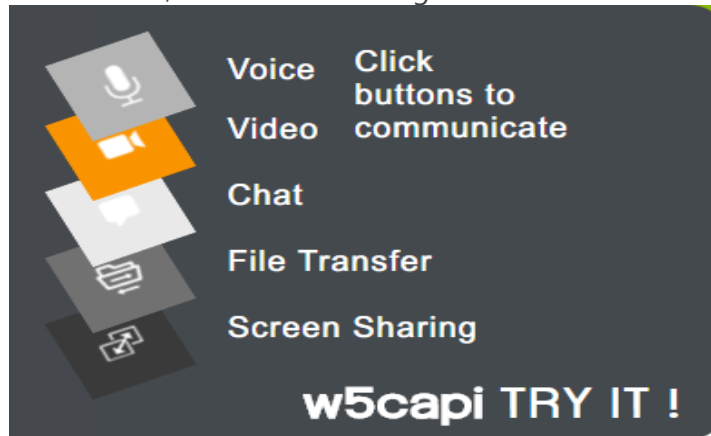 Voice
Click
buttons to
Video
communicate
Chat
File Transfer
Screen Sharing
w5capi TRY IT !